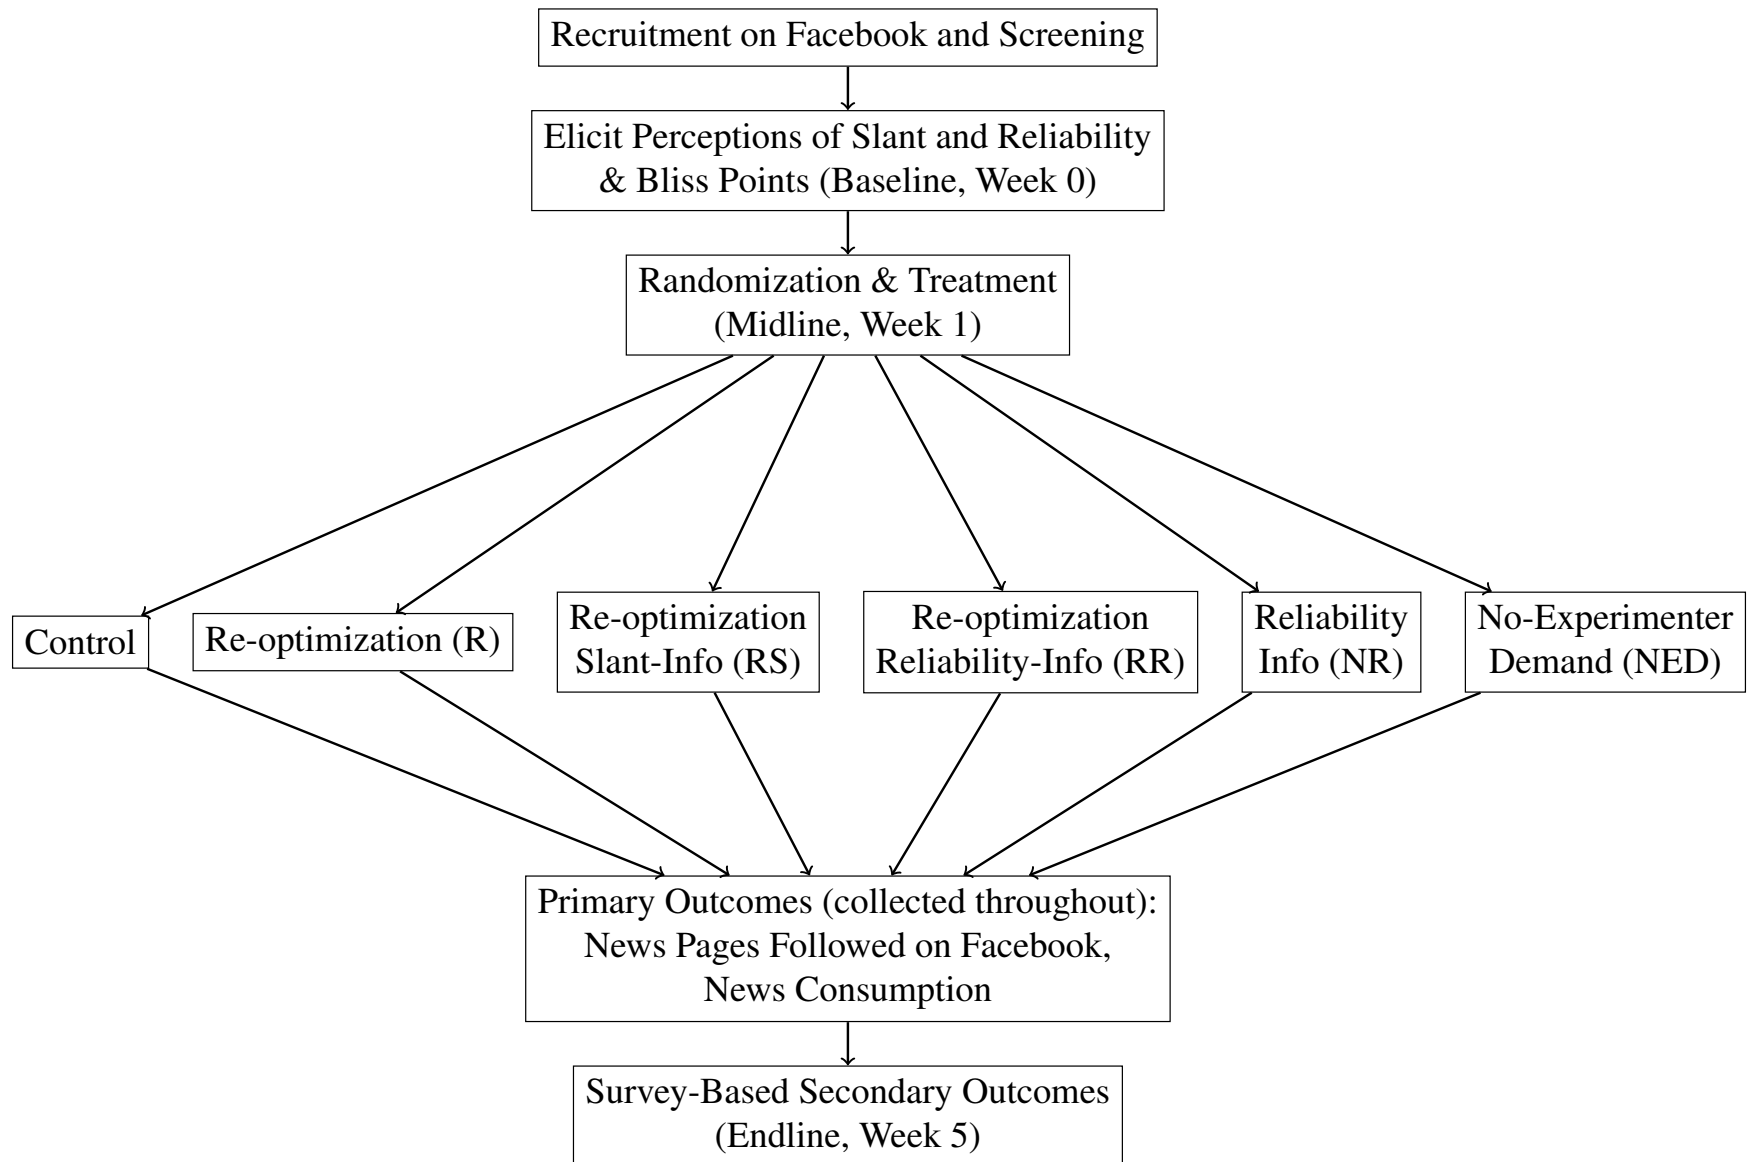 Recruitment on Facebook and Screening
Elicit Perceptions of Slant and Reliability
& Bliss Points (Baseline, Week 0)
Randomization & Treatment
(Midline, Week 1)
Control
Re-optimization (R)
Re-optimization
Slant-Info (RS)
Re-optimization
Reliability-Info (RR)
Reliability
Info (NR)
No-Experimenter
Demand (NED)
Primary Outcomes (collected throughout):
News Pages Followed on Facebook,
News Consumption
Survey-Based Secondary Outcomes
(Endline, Week 5)